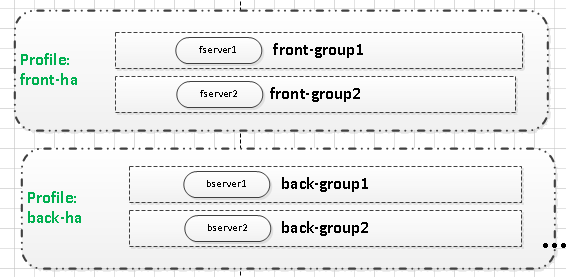 Profile:
front-ha
fserver1 front-group1
fserver2 front-group2
Profile:
back-ha
bserver1 back-group1
bserver2 back-group2
...